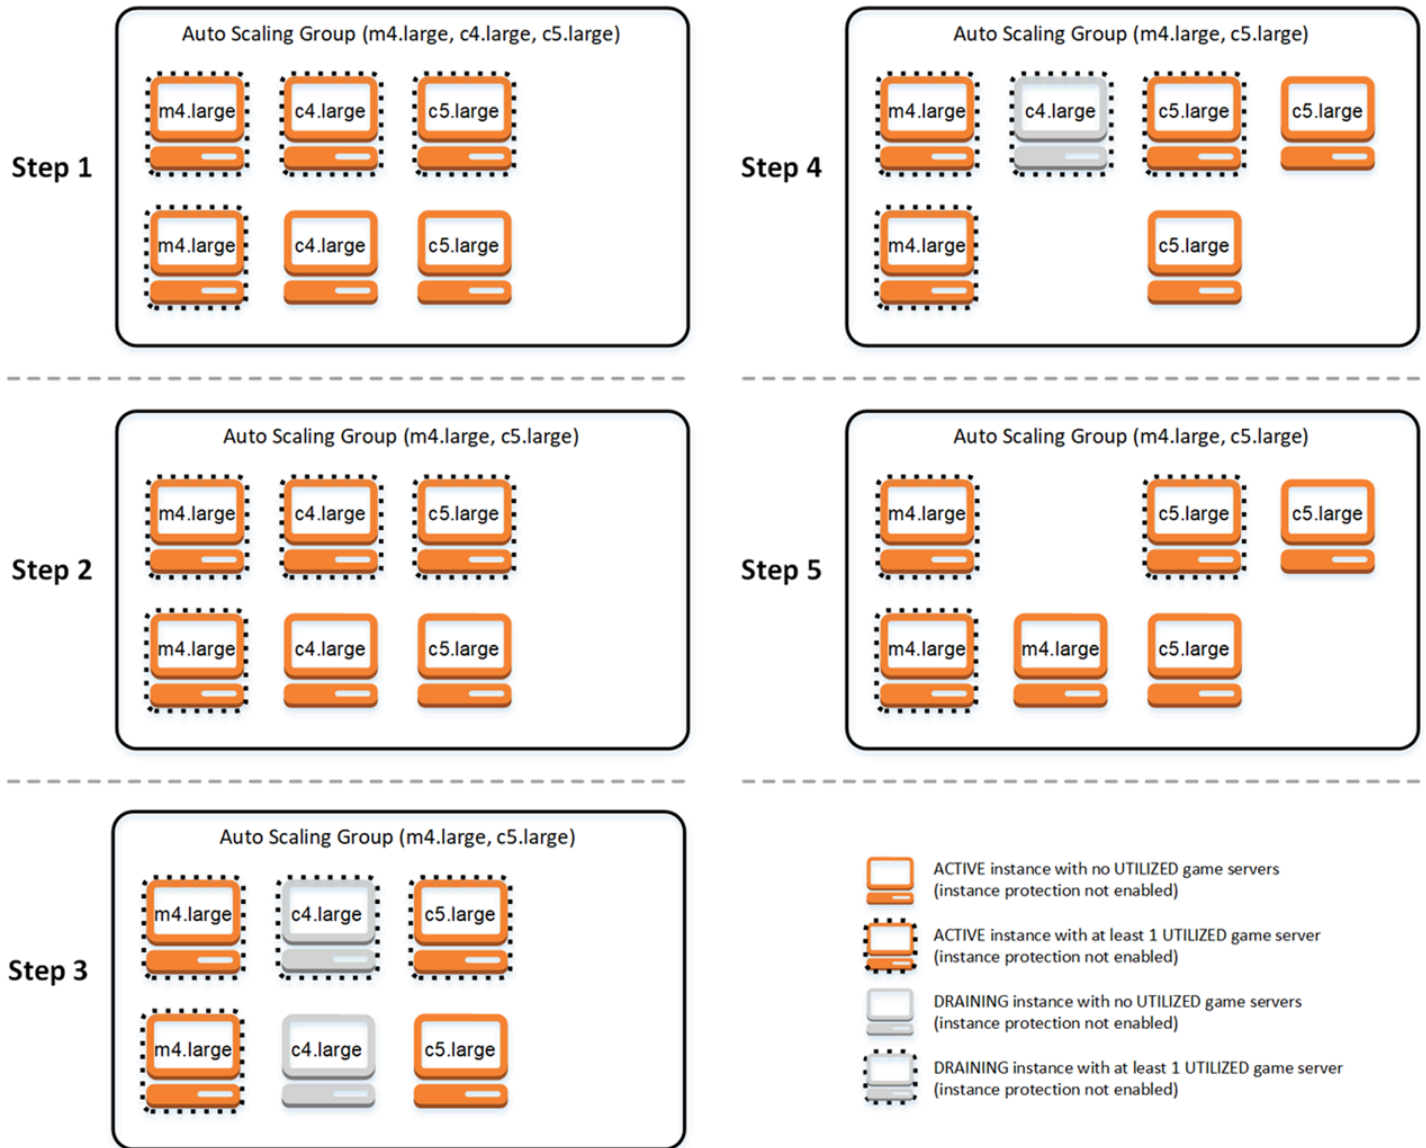 Step 1
Auto Scaling Group (m4.large, c4.large, c5.large)
m4.large c4.large c5.large
m4.large c4.large c5.large
Step 2
Auto Scaling Group (m4.large, c5.large)
m4.large c4.large c5.large
m4.large c4.large c5.large
Step 3
Auto Scaling Group (m4.large, c5.large)
m4.large c4.large c5.large
m4.large c4.large c5.large
Step 4
Auto Scaling Group (m4.large, c5.large)
m4.large c4.large c5.large c5.large
m4.large c5.large
Step 5
Auto Scaling Group (m4.large, c5.large)
m4.large c5.large c5.large
m4.large m4.large c5.large
ACTIVE instance with no UTILIZED game servers
(instance protection not enabled)
ACTIVE instance with at least 1 UTILIZED game server
(instance protection not enabled)
DRAINING instance with no UTILIZED game servers
(instance protection not enabled)
DRAINING instance with at least 1 UTILIZED game server
(instance protection not enabled)